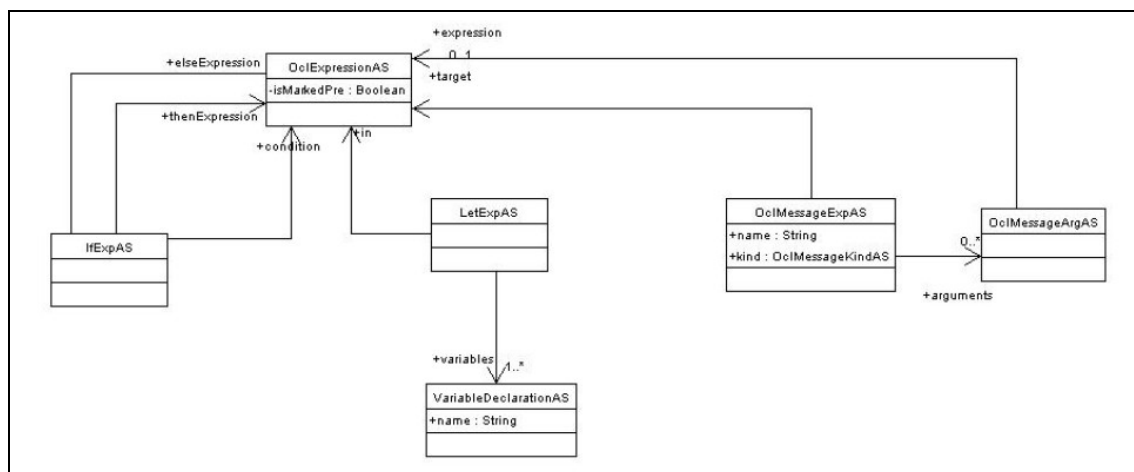 +expression
0..1
+elseExpression
OclExpressionAS
+target
-isMarkedPre : Boolean
+thenExpression
+in
+condition
LetExpAS
OclMessageExpAS
OclMessageArgAS
IfExpAS
+name : String
+kind : OclMessageKindAS
0..*
+arguments
+variables
1..*
VariableDeclarationAS
+name : String